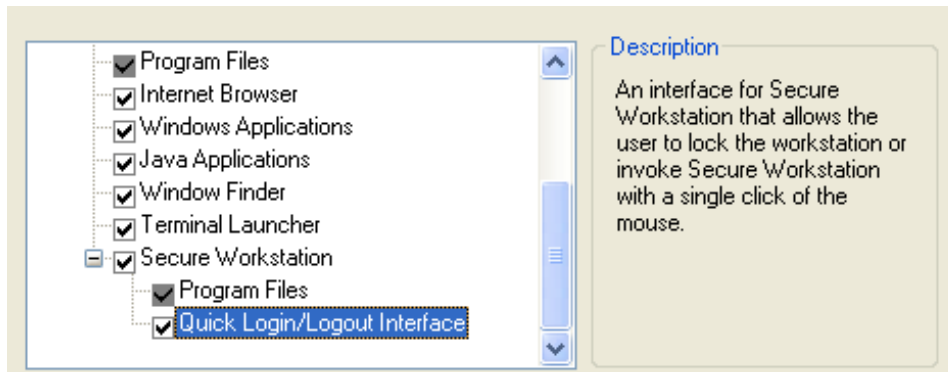 Program Files
Internet Browser
Windows Applications
Java Applications
Window Finder
Terminal Launcher
Secure Workstation
Program Files
Quick Login/Logout Interface
Description
An interface for Secure
Workstation that allows the
user to lock the workstation or
invoke Secure Workstation
with a single click of the
mouse.